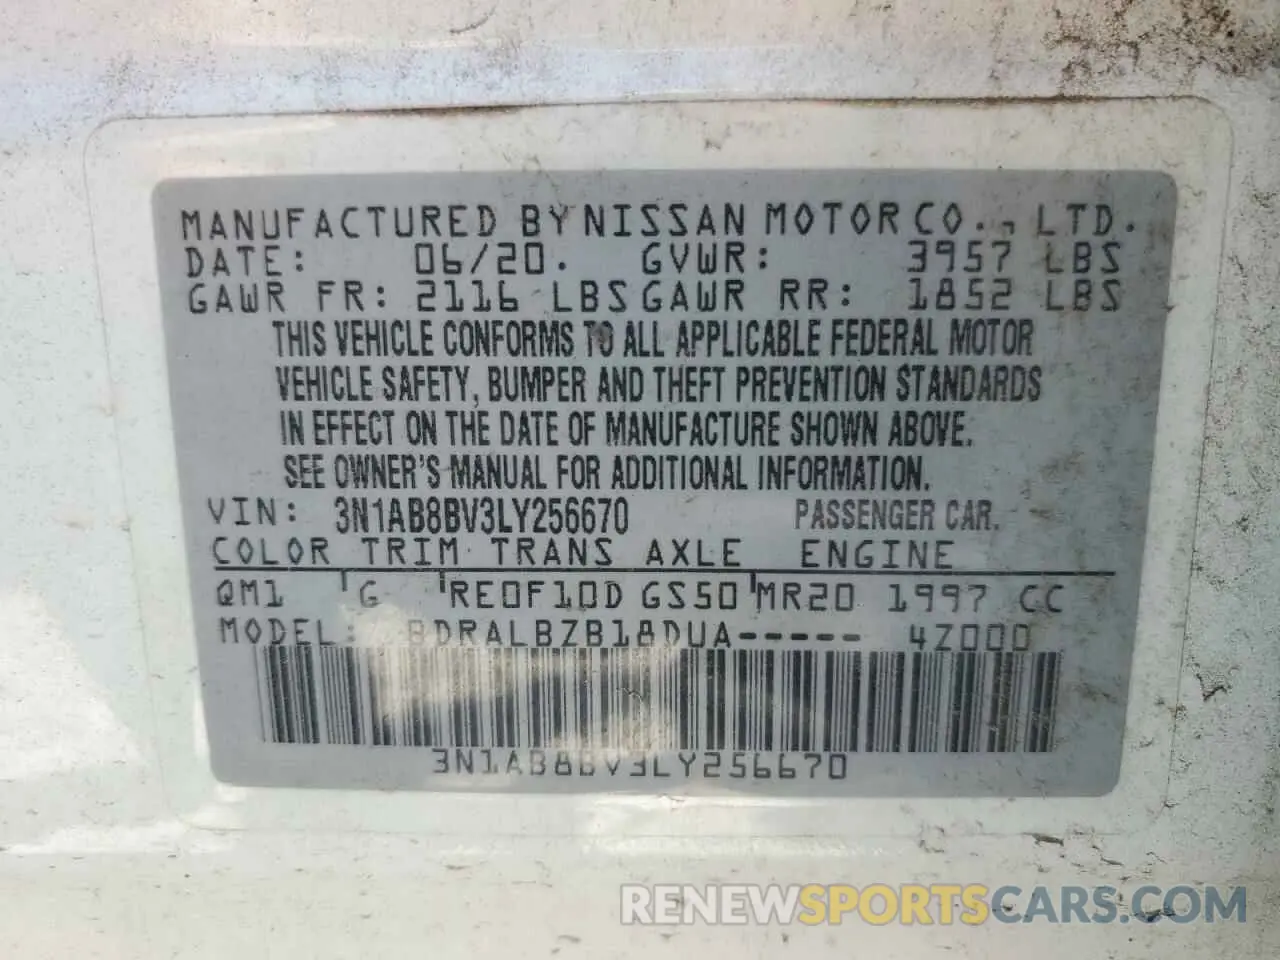 MANUFACTURED BY NISSAN MOTOR CO., LTD.
DATE: 06/20. GVWR: 3957 LBS
GAWR FR: 2116 LBS GAWR RR: 1852 LBS
THIS VEHICLE CONFORMS TO ALL APPLICABLE FEDERAL MOTOR
VEHICLE SAFETY, BUMPER AND THEFT PREVENTION STANDARDS
IN EFFECT ON THE DATE OF MANUFACTURE SHOWN ABOVE.
SEE OWNER'S MANUAL FOR ADDITIONAL INFORMATION.
VIN: 3N1AB8BV3LY256670 PASSENGER CAR.
COLOR TRIM TRANS AXLE ENGINE
QM1 G RE0F10D GS50 MR20 1997 CC
MODEL: BDRALBZB18DUA----- 4Z000
3N1AB8BV3LY256670
RENEWSPORTSCARS.COM